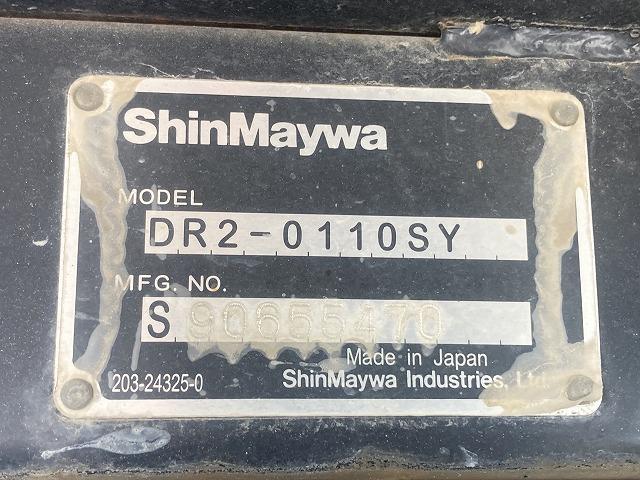 ShinMaywa
MODEL
DR2-0110SY
MFG. NO.
S 90655470
Made in Japan
203-24325-0
ShinMaywa Industries, Ltd.